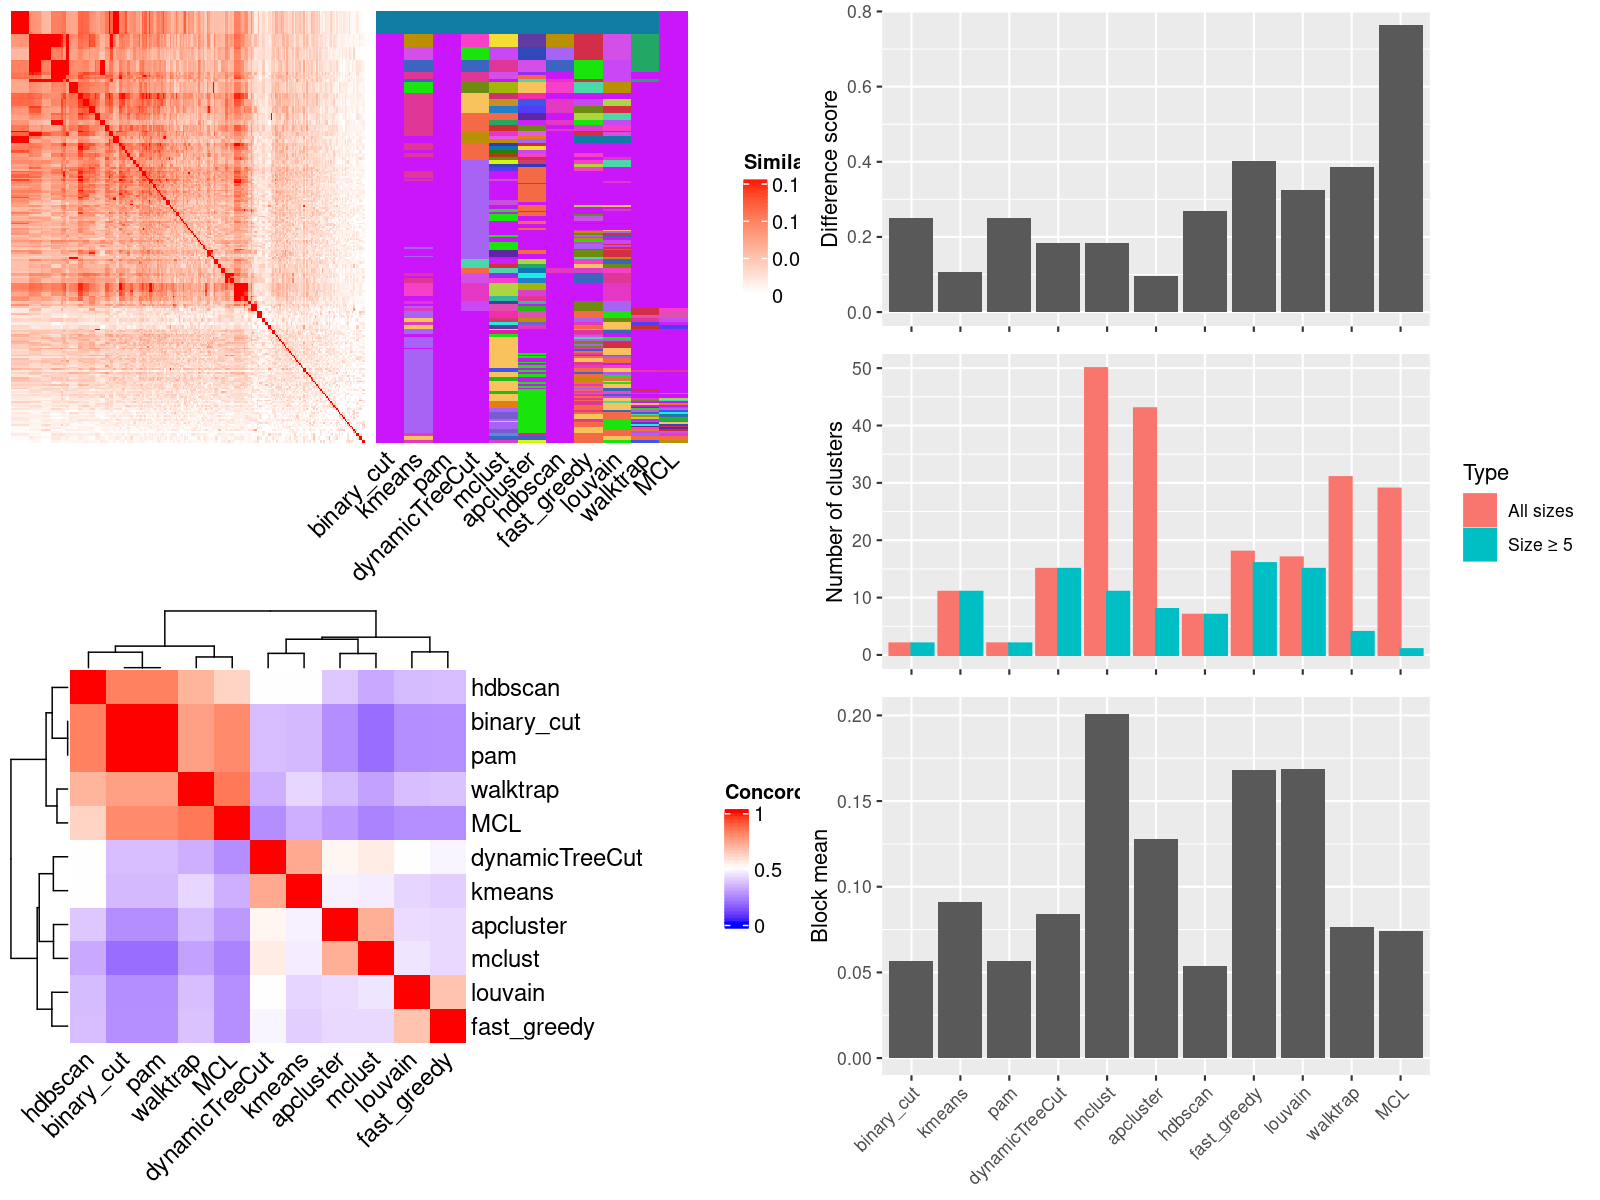 Simila
0.1
0.1
0.0
0
binary_cut
kmeans
pam
dynamicTreeCut
mclust
apcluster
hdbscan
fast_greedy
louvain
walktrap
MCL
hdbscan
binary_cut
pam
walktrap
MCL
dynamicTreeCut
kmeans
apcluster
mclust
louvain
fast_greedy
hdbscan
binary_cut
pam
walktrap
MCL
dynamicTreeCut
kmeans
apcluster
mclust
louvain
fast_greedy
Concord
1
0.5
0
Difference score
0.8
0.6
0.4
0.2
0.0
Number of clusters
50
40
30
20
10
0
Type
All sizes
Size ≥ 5
Block mean
0.20
0.15
0.10
0.05
0.00
binary_cut
kmeans
pam
dynamicTreeCut
mclust
apcluster
hdbscan
fast_greedy
louvain
walktrap
MCL